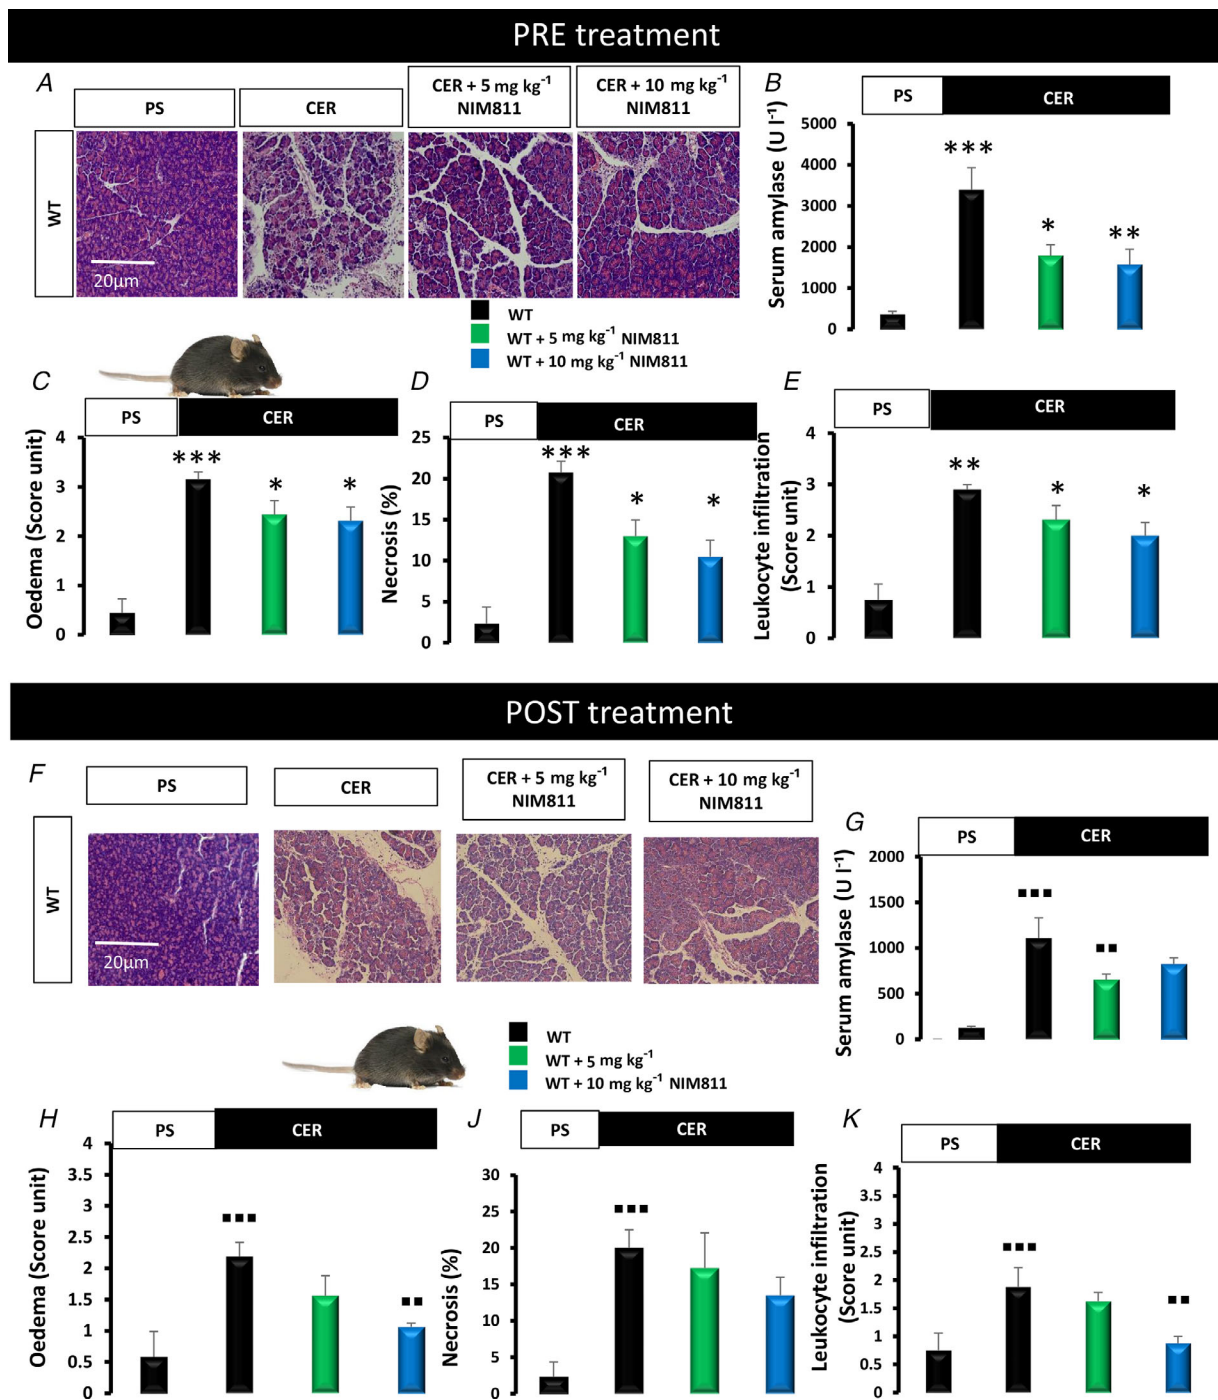 PRE treatment
A
PS
CER
CER + 5 mg kg⁻¹
NIM811
CER + 10 mg kg⁻¹
NIM811
WT
20µm
B
PS
CER
Serum amylase (U l⁻¹)
5000
4000
3000
2000
1000
0
***
*
**
WT
WT + 5 mg kg⁻¹ NIM811
WT + 10 mg kg⁻¹ NIM811
C
PS
CER
Oedema (Score unit)
4
3
2
1
0
***
*
*
D
PS
CER
Necrosis (%)
25
20
15
10
5
0
***
*
*
E
PS
CER
Leukocyte infiltration
(Score unit)
4
3
2
1
0
**
*
*
POST treatment
F
PS
CER
CER + 5 mg kg⁻¹
NIM811
CER + 10 mg kg⁻¹
NIM811
WT
20µm
G
PS
CER
Serum amylase (U l⁻¹)
2000
1500
1000
500
0
▪▪▪
▪▪
WT
WT + 5 mg kg⁻¹
WT + 10 mg kg⁻¹ NIM811
H
PS
CER
Oedema (Score unit)
4
3.5
3
2.5
2
1.5
1
0.5
0
▪▪▪
▪▪
J
PS
CER
Necrosis (%)
30
25
20
15
10
5
0
▪▪▪
K
PS
CER
Leukocyte infiltration
(Score unit)
4
3.5
3
2.5
2
1.5
1
0.5
0
▪▪▪
▪▪